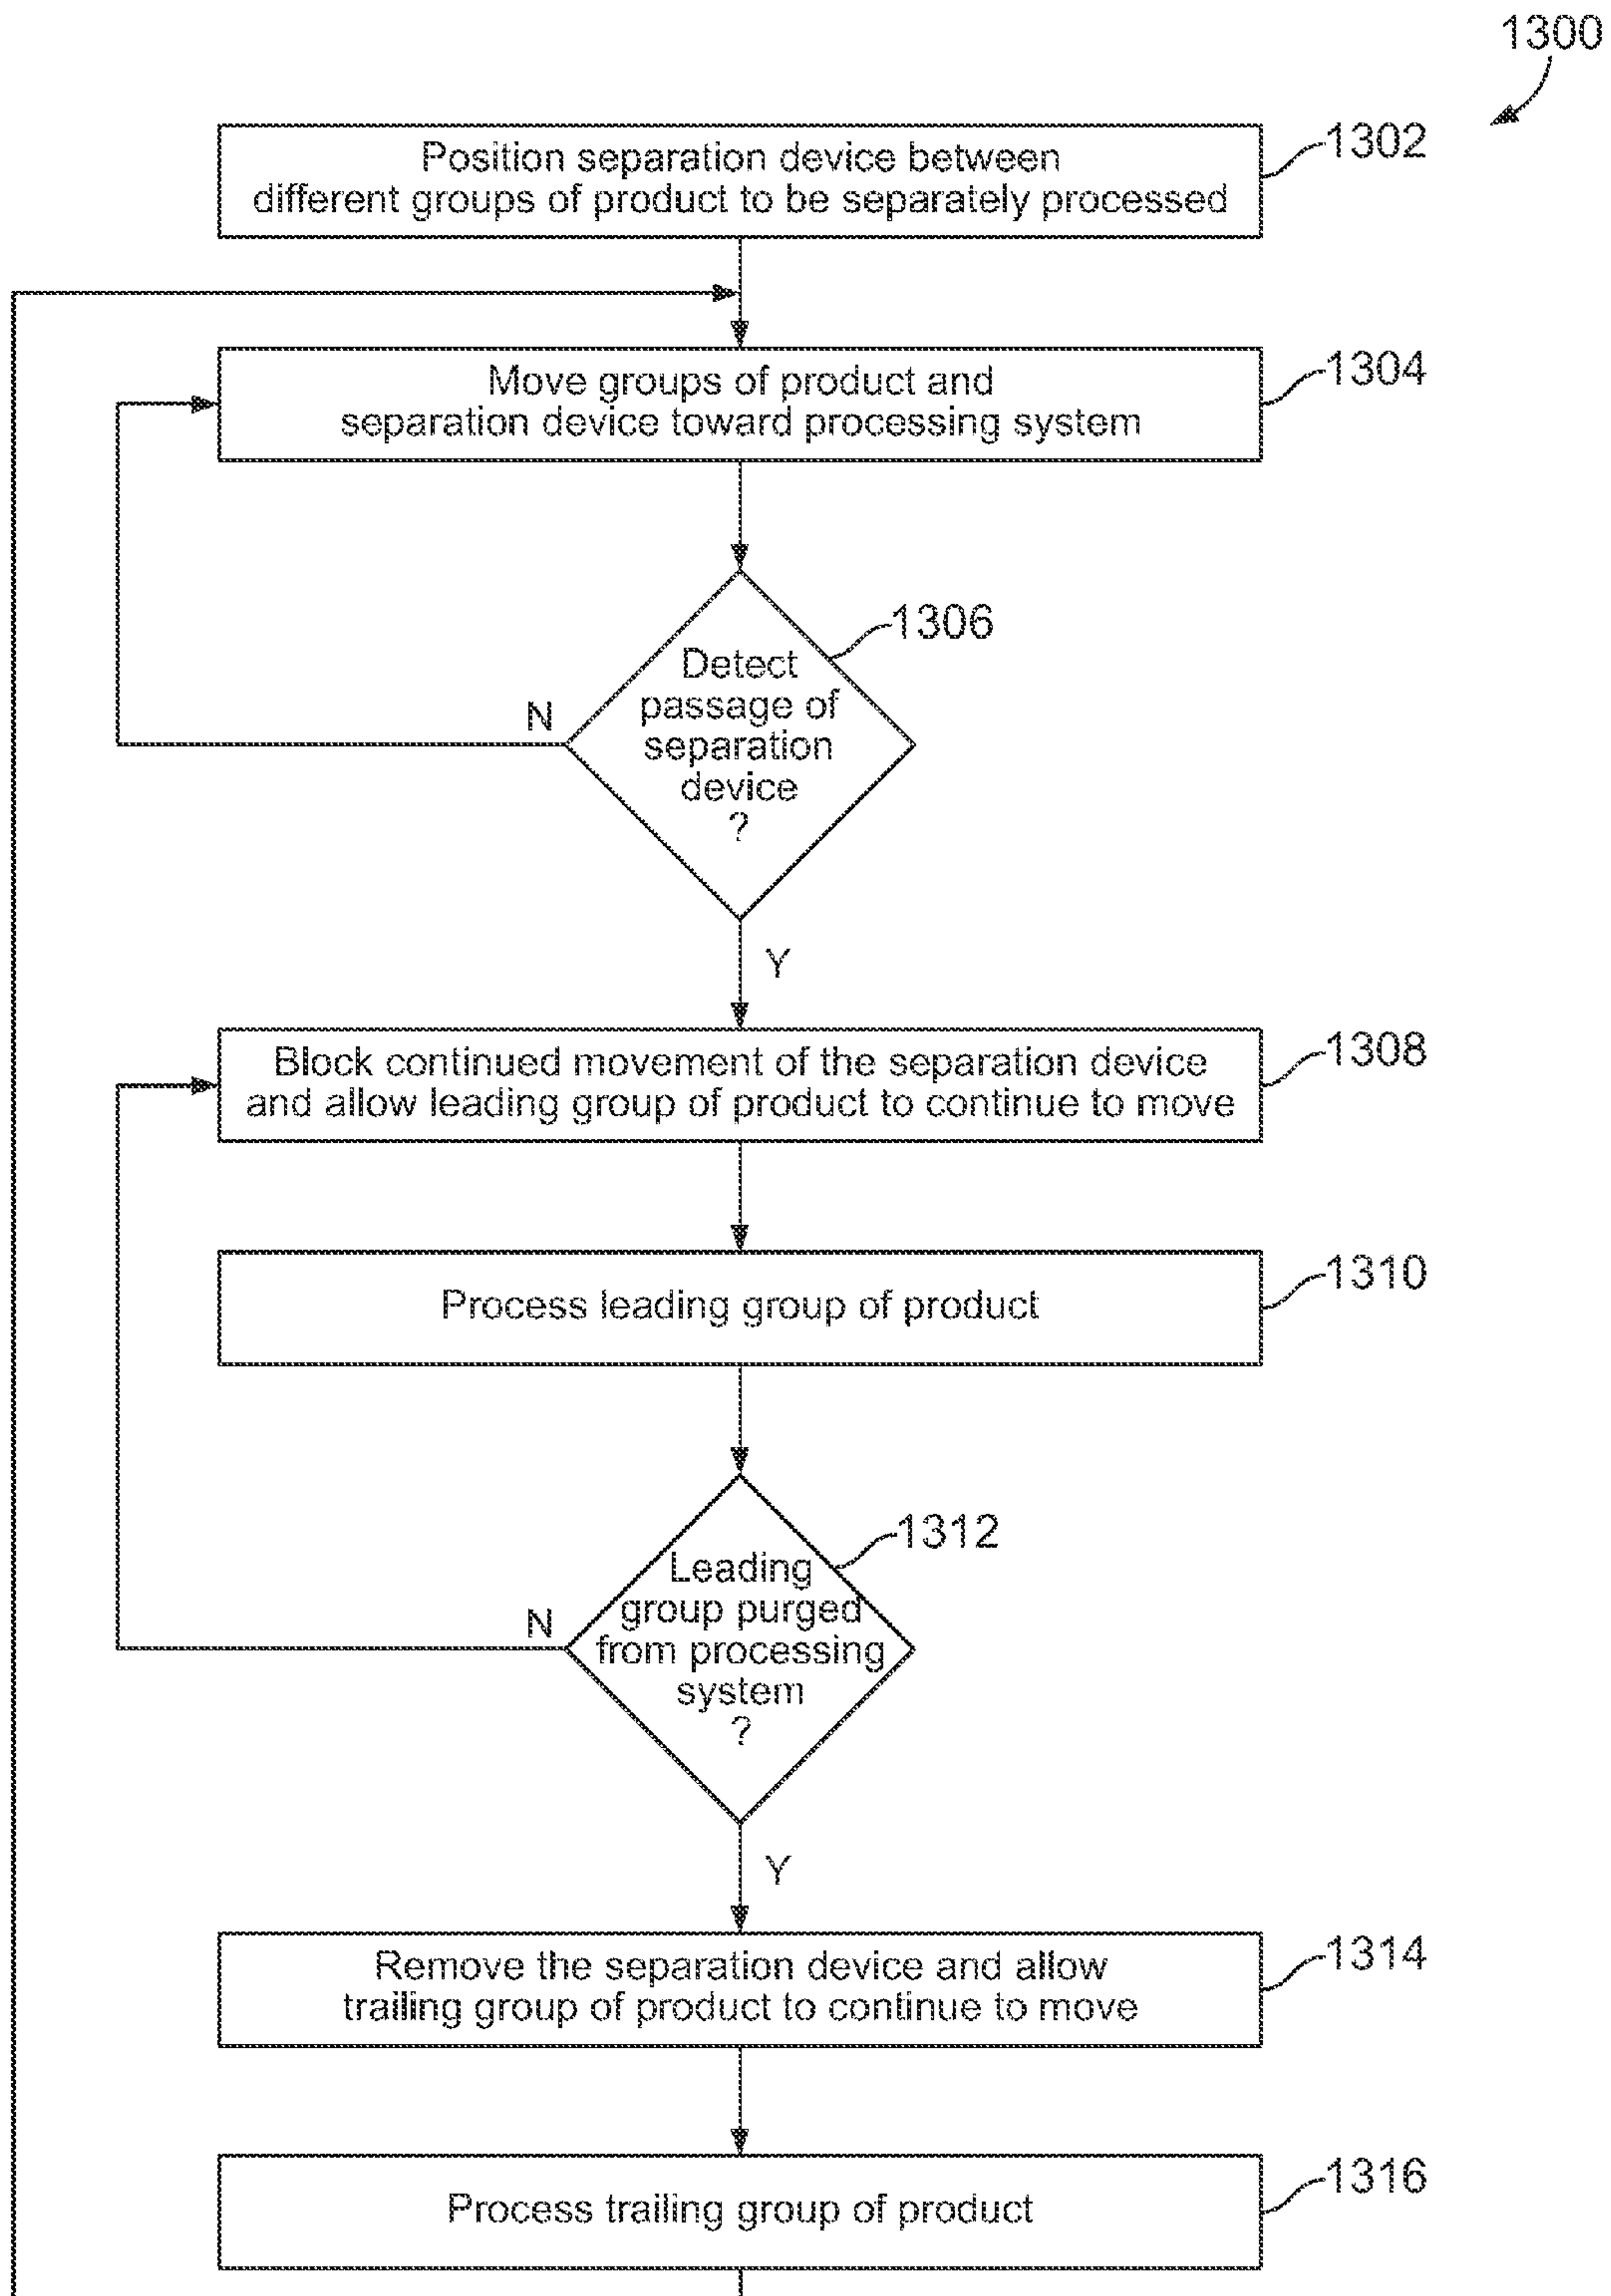 1300
Position separation device between
different groups of product to be separately processed
1302
Move groups of product and
separation device toward processing system
1304
1306
Detect
passage of
separation
device
?
N
Y
Block continued movement of the separation device
and allow leading group of product to continue to move
1308
Process leading group of product
1310
1312
Leading
group purged
from processing
system
?
N
Y
Remove the separation device and allow
trailing group of product to continue to move
1314
Process trailing group of product
1316